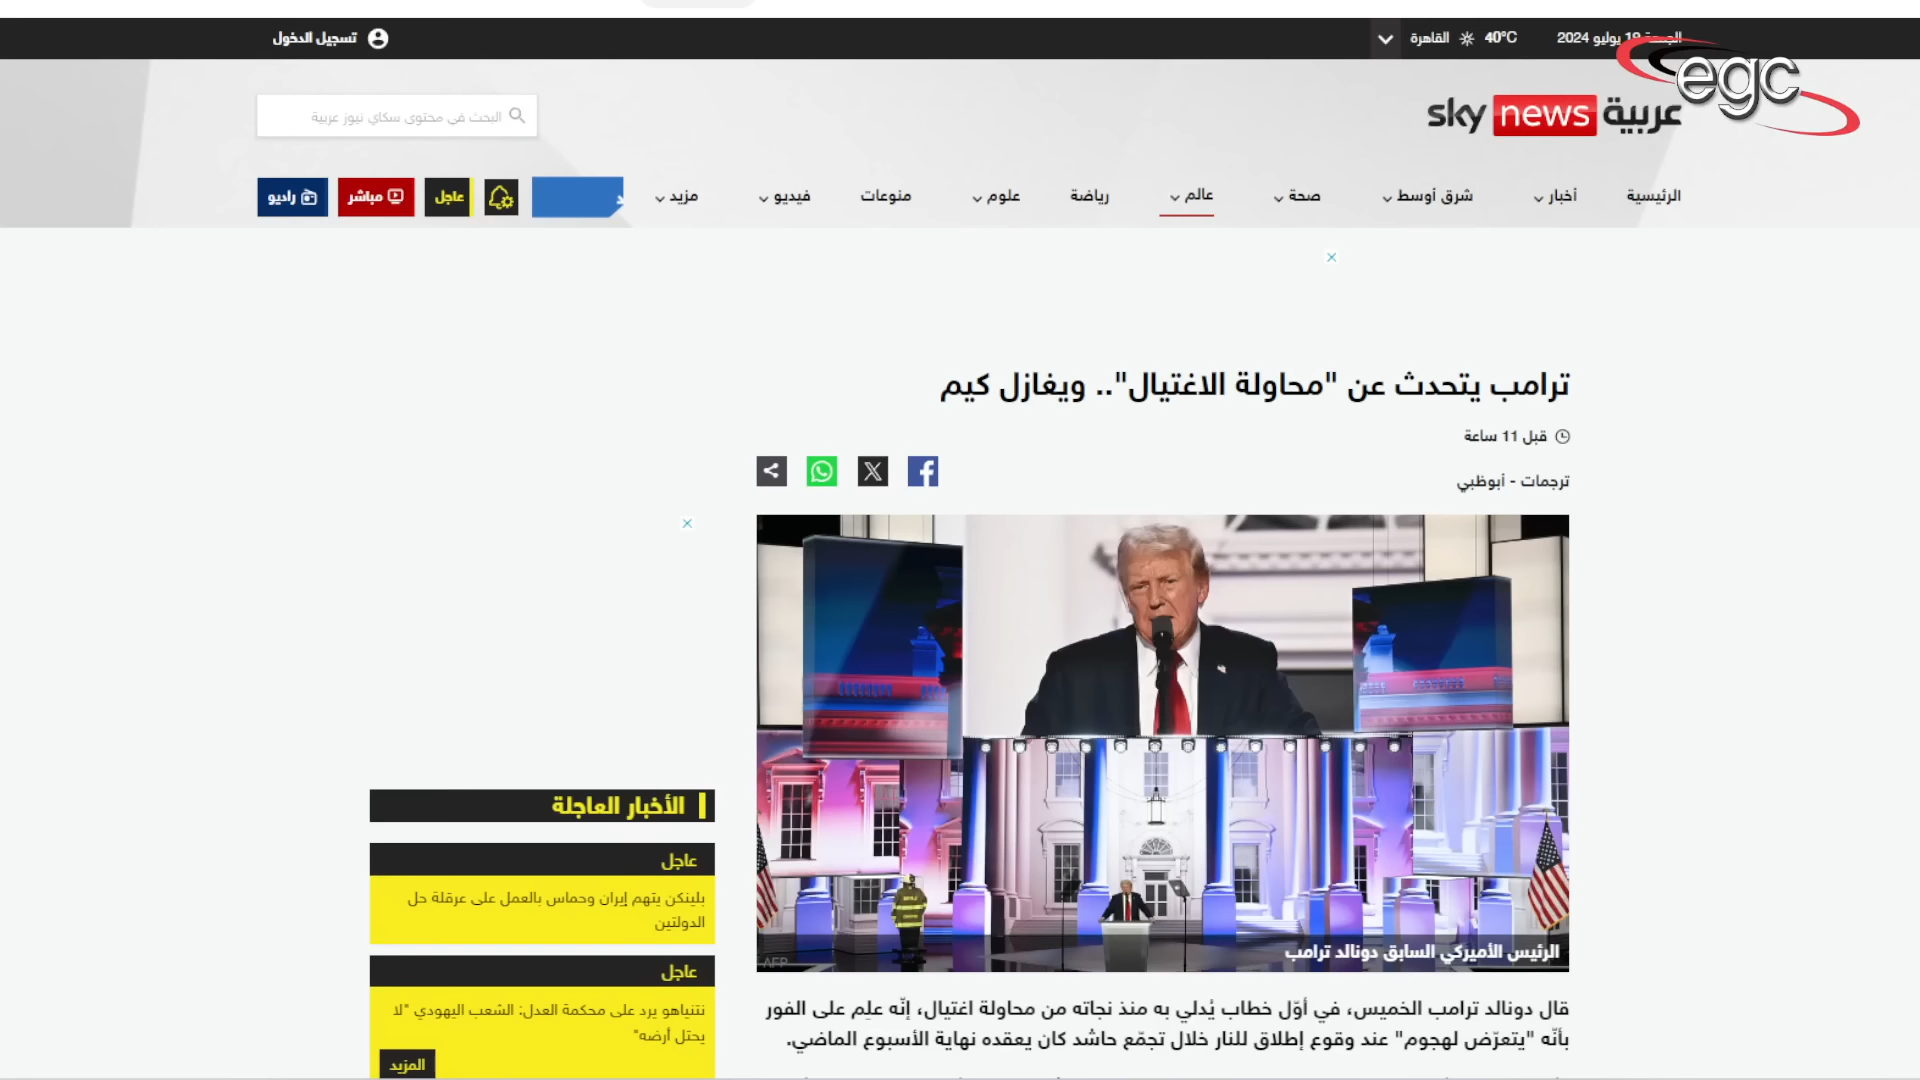 الجمعة 19 يوليو 2024
40°C القاهرة
تسجيل الدخول
egc
sky news عربية
البحث في محتوى سكاي نيوز عربية
الرئيسية أخبار شرق أوسط صحة عالم رياضة علوم منوعات فيديو مزيد
عاجل مباشر راديو
ترامب يتحدث عن "محاولة الاغتيال".. ويغازل كيم
قبل 11 ساعة
ترجمات - أبوظبي
الرئيس الأميركي السابق دونالد ترامب
AFP
قال دونالد ترامب الخميس، في أوّل خطاب يُدلي به منذ نجاته من محاولة اغتيال، إنّه علِم على الفور
بأنّه "يتعرّض لهجوم" عند وقوع إطلاق للنار خلال تجمّع حاشد كان يعقده نهاية الأسبوع الماضي.
الأخبار العاجلة
عاجل
بلينكن يتهم إيران وحماس بالعمل على عرقلة حل
الدولتين
عاجل
نتنياهو يرد على محكمة العدل: الشعب اليهودي "لا
يحتل أرضه"
المزيد